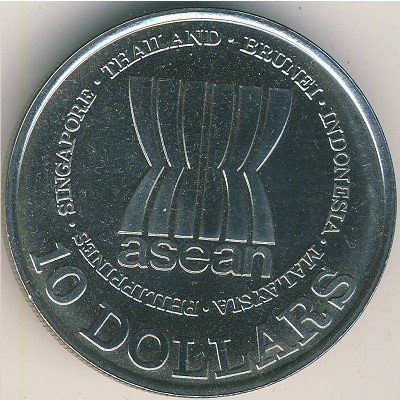 SINGAPORE · THAILAND · BRUNEI · INDONESIA · MALAYSIA · PHILIPPINES ·
asean
10 DOLLARS